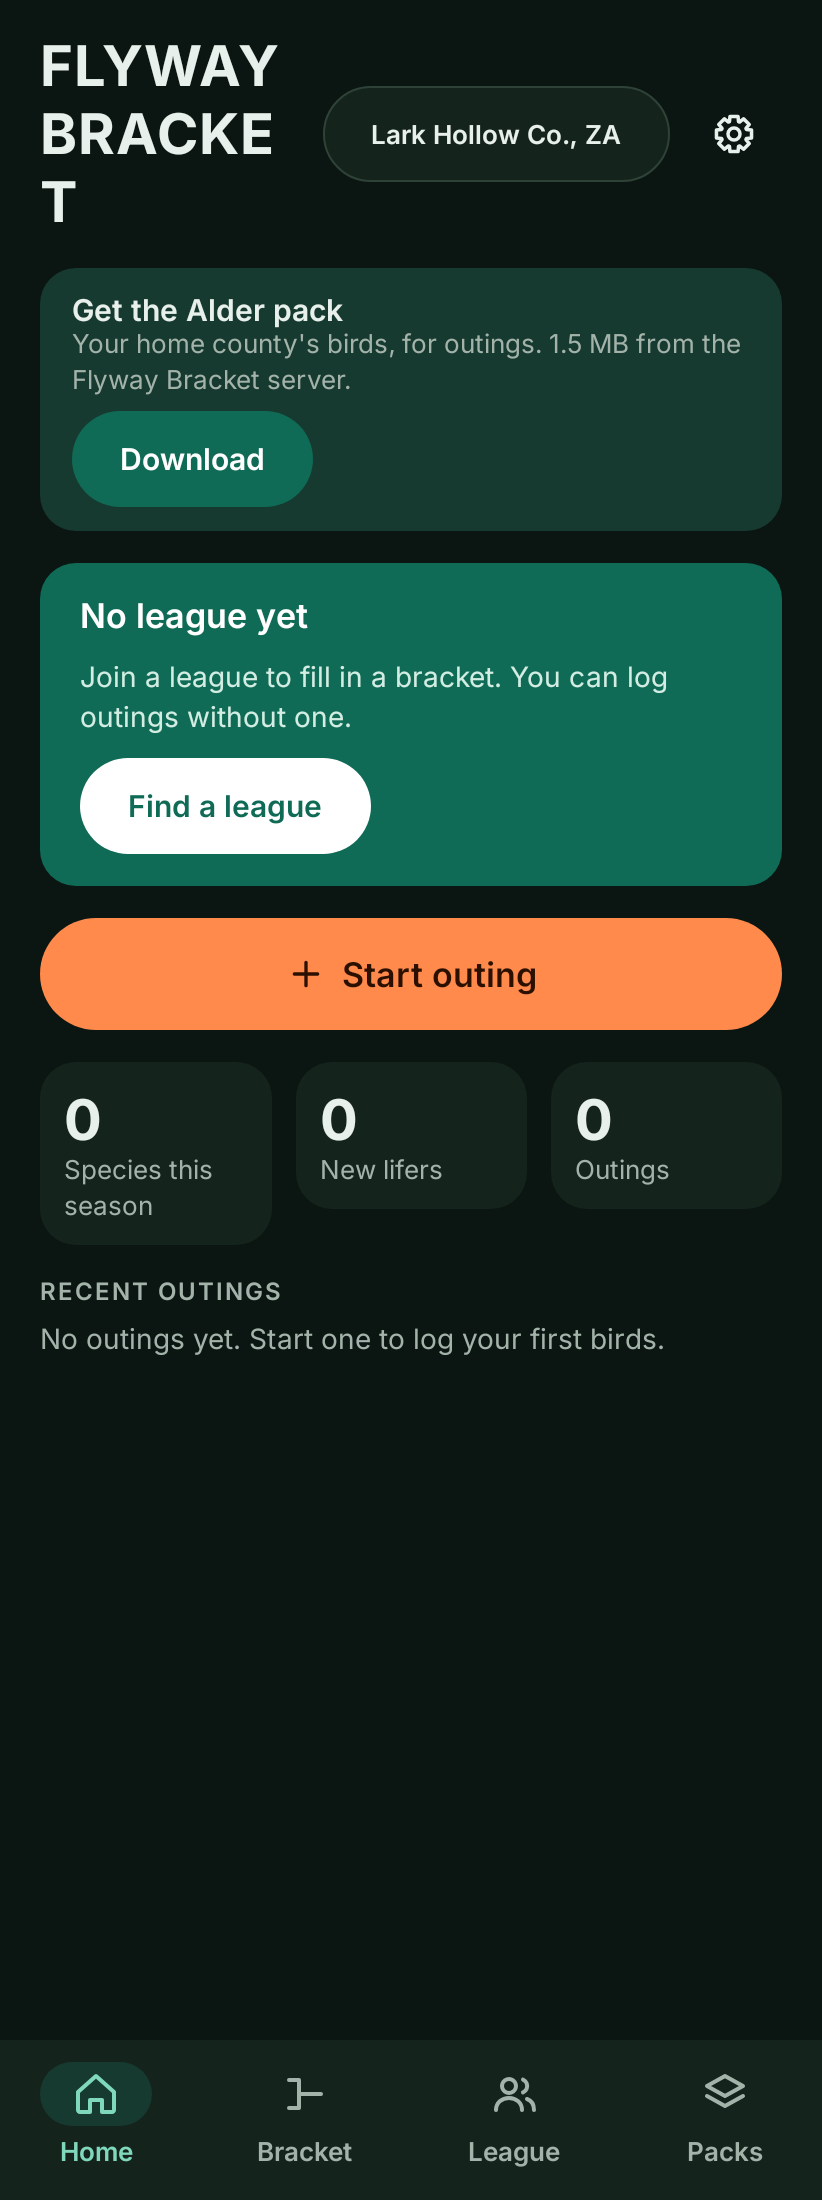 FLYWAY
BRACKE
T
Lark Hollow Co., ZA
Get the Alder pack
Your home county's birds, for outings. 1.5 MB from the
Flyway Bracket server.
Download
No league yet
Join a league to fill in a bracket. You can log
outings without one.
Find a league
+ Start outing
0
Species this
season
0
New lifers
0
Outings
RECENT OUTINGS
No outings yet. Start one to log your first birds.
Home
Bracket
League
Packs